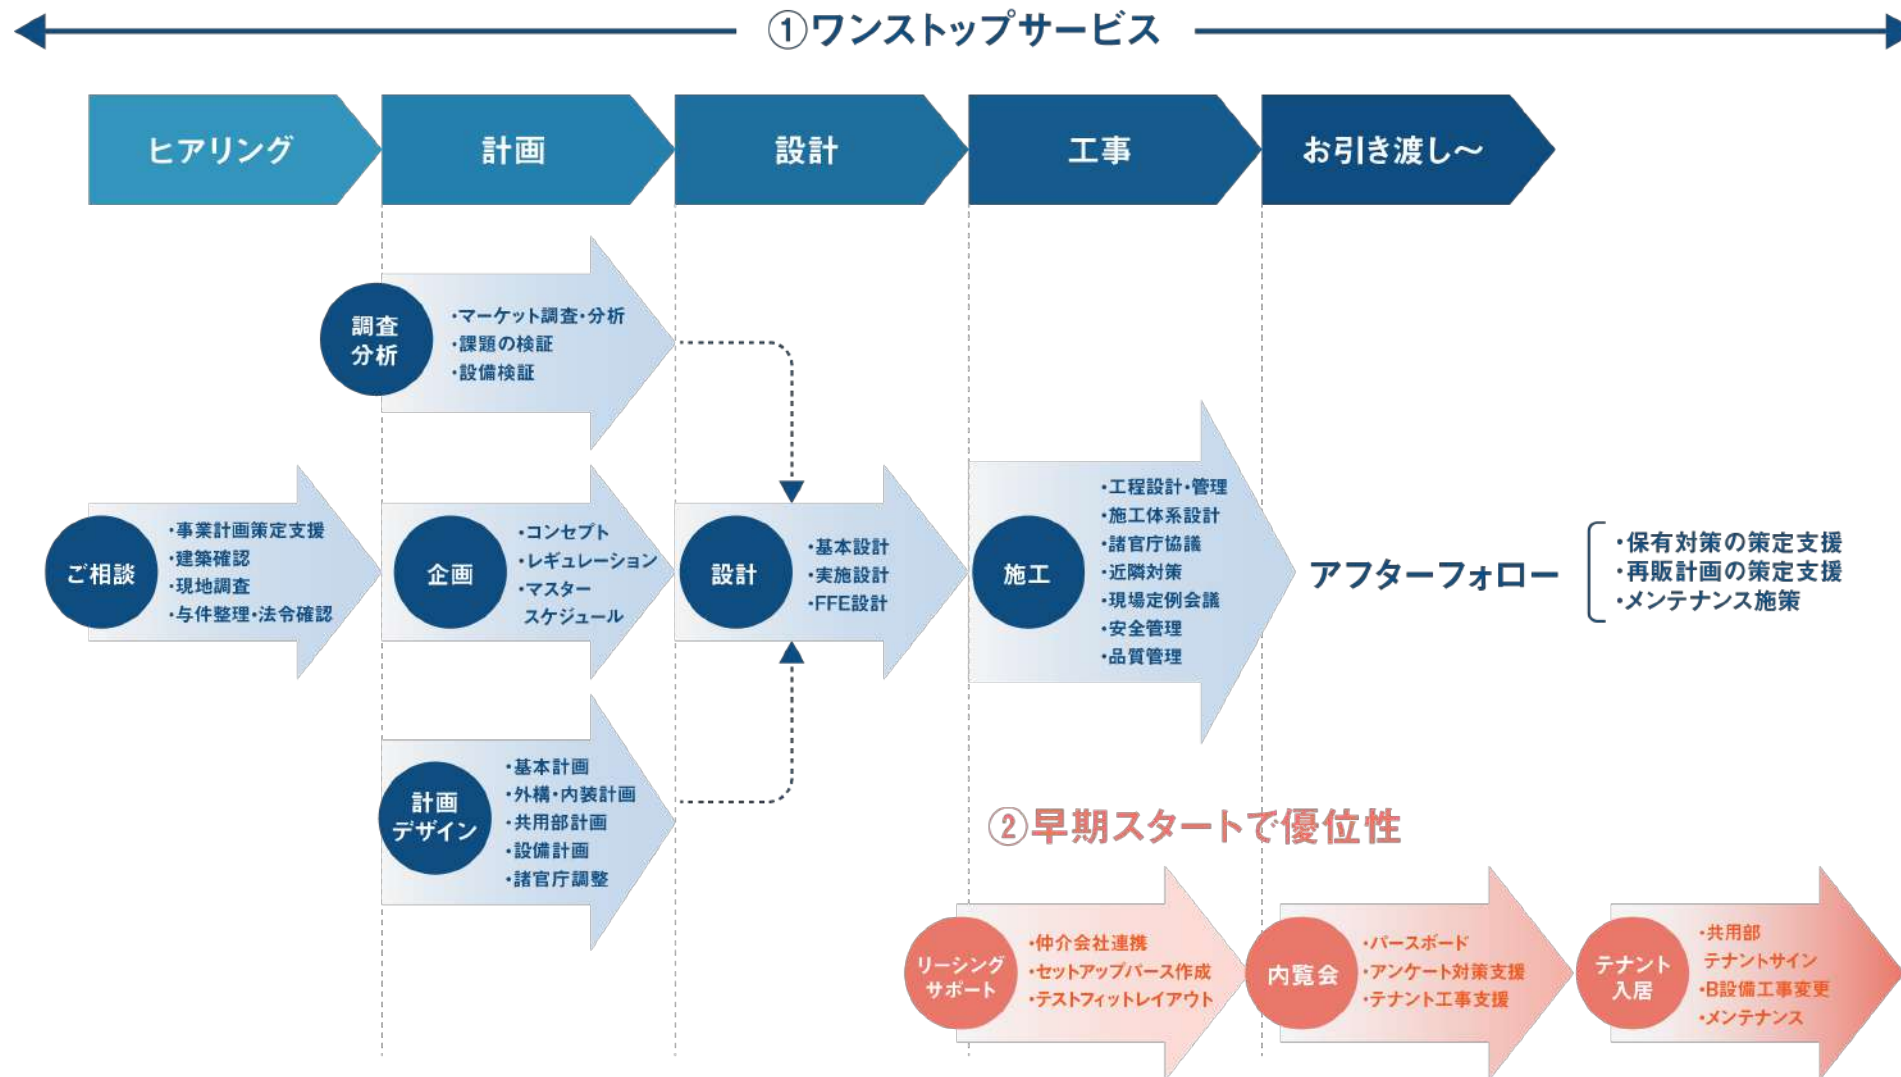 ①ワンストップサービス
ヒアリング
計画
設計
工事
お引き渡し〜
調査
分析
・マーケット調査・分析
・課題の検証
・設備検証
ご相談
・事業計画策定支援
・建築確認
・現地調査
・与件整理・法令確認
企画
・コンセプト
・レギュレーション
・マスター
スケジュール
設計
・基本設計
・実施設計
・FFE設計
施工
・工程設計・管理
・施工体系設計
・諸官庁協議
・近隣対策
・現場定例会議
・安全管理
・品質管理
アフターフォロー
・保有対策の策定支援
・再販計画の策定支援
・メンテナンス施策
計画
デザイン
・基本計画
・外構・内装計画
・共用部計画
・設備計画
・諸官庁調整
②早期スタートで優位性
リーシング
サポート
・仲介会社連携
・セットアップパース作成
・テストフィットレイアウト
内覧会
・パースボード
・アンケート対策支援
・テナント工事支援
テナント
入居
・共用部
テナントサイン
・B設備工事変更
・メンテナンス